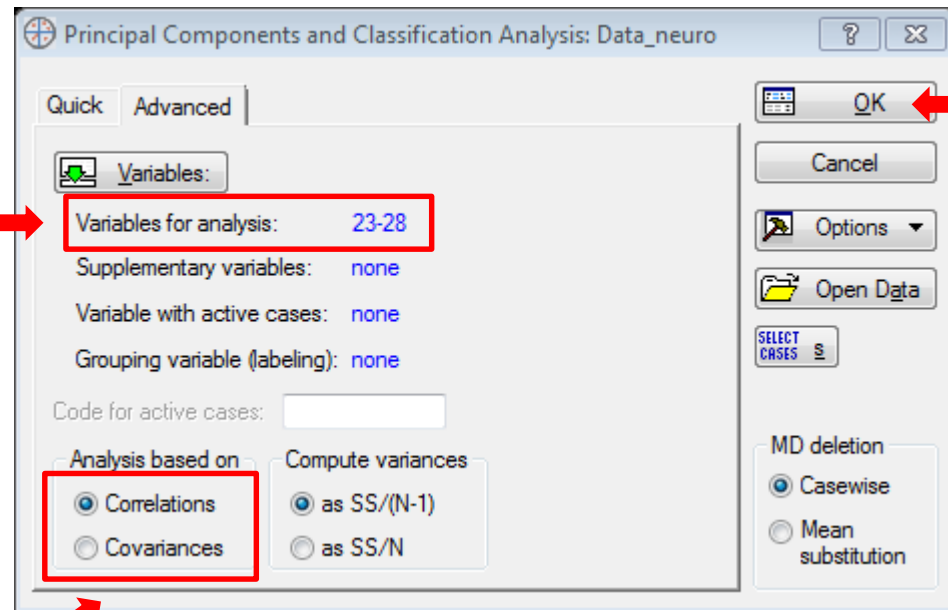 Principal Components and Classification Analysis: Data_neuro
Quick Advanced
OK
Variables:
Cancel
Variables for analysis: 23-28
Options
Supplementary variables: none
Open Data
Variable with active cases: none
SELECT CASES S
Grouping variable (labeling): none
Code for active cases:
Analysis based on
Correlations
Covariances
Compute variances
as SS/(N-1)
as SS/N
MD deletion
Casewise
Mean
substitution